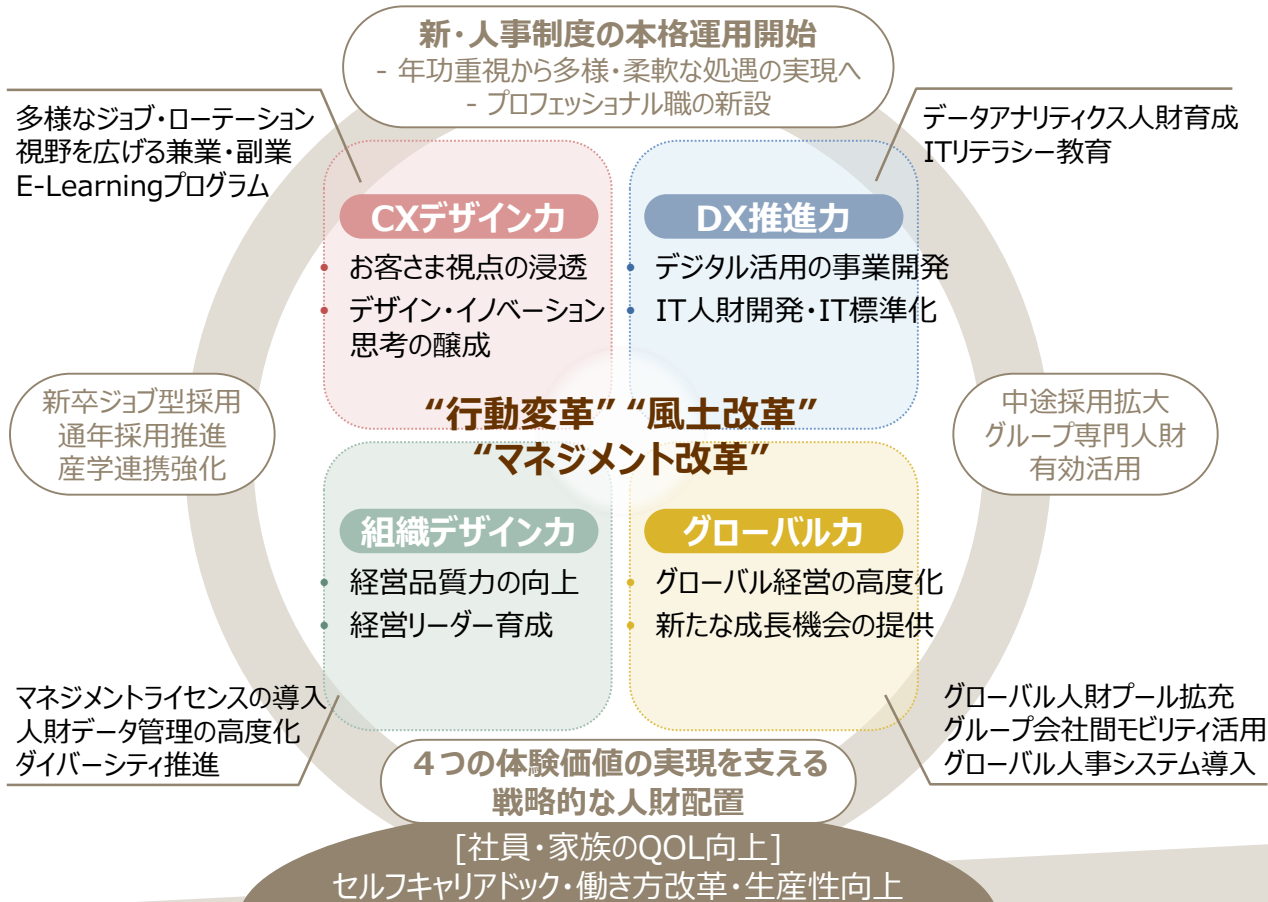 新・人事制度の本格運用開始
- 年功重視から多様・柔軟な処遇の実現へ
- プロフェッショナル職の新設
多様なジョブ・ローテーション
視野を広げる兼業・副業
E-Learningプログラム
データアナリティクス人財育成
ITリテラシー教育
CXデザイン力
• お客さま視点の浸透
• デザイン・イノベーション
思考の醸成
DX推進力
• デジタル活用の事業開発
• IT人財開発・IT標準化
新卒ジョブ型採用
通年採用推進
産学連携強化
“行動変革” “風土改革”
“マネジメント改革”
中途採用拡大
グループ専門人財
有効活用
組織デザイン力
• 経営品質力の向上
• 経営リーダー育成
グローバル力
• グローバル経営の高度化
• 新たな成長機会の提供
マネジメントライセンスの導入
人財データ管理の高度化
ダイバーシティ推進
グローバル人財プール拡充
グループ会社間モビリティ活用
グローバル人事システム導入
４つの体験価値の実現を支える
戦略的な人財配置
[社員・家族のQOL向上]
セルフキャリアドック・働き方改革・生産性向上